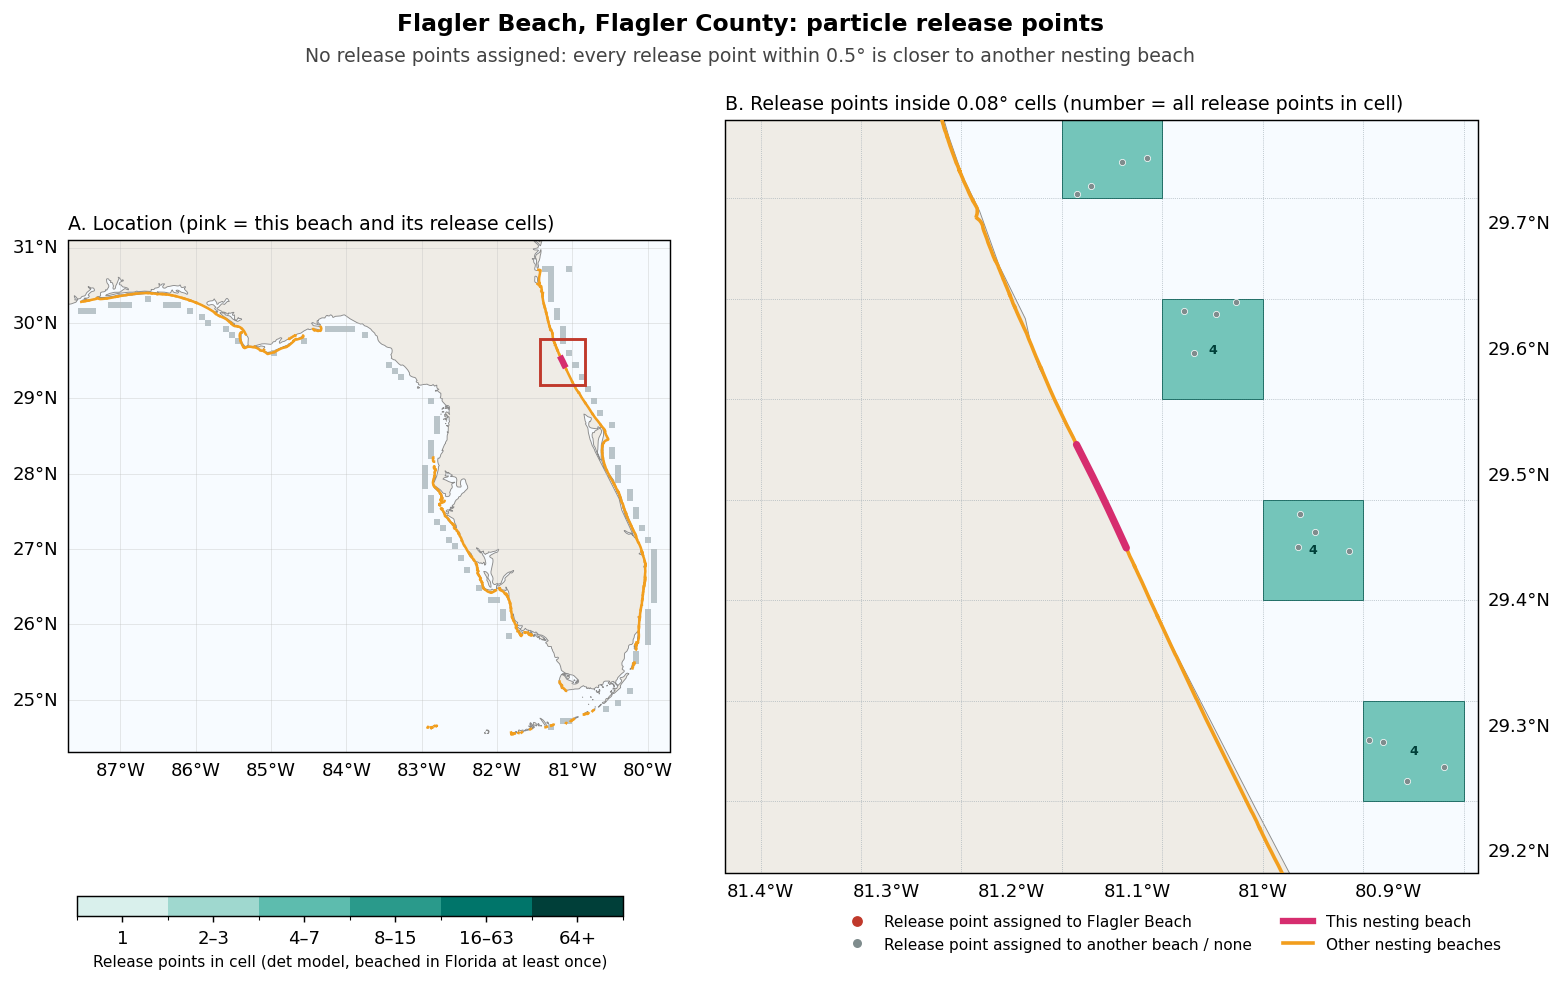 Flagler Beach, Flagler County: particle release points
No release points assigned: every release point within 0.5° is closer to another nesting beach
A. Location (pink = this beach and its release cells)
31°N
30°N
29°N
28°N
27°N
26°N
25°N
87°W 86°W 85°W 84°W 83°W 82°W 81°W 80°W
B. Release points inside 0.08° cells (number = all release points in cell)
4
4
4
29.7°N
29.6°N
29.5°N
29.4°N
29.3°N
29.2°N
81.4°W 81.3°W 81.2°W 81.1°W 81°W 80.9°W
1 2–3 4–7 8–15 16–63 64+
Release points in cell (det model, beached in Florida at least once)
Release point assigned to Flagler Beach
Release point assigned to another beach / none
This nesting beach
Other nesting beaches